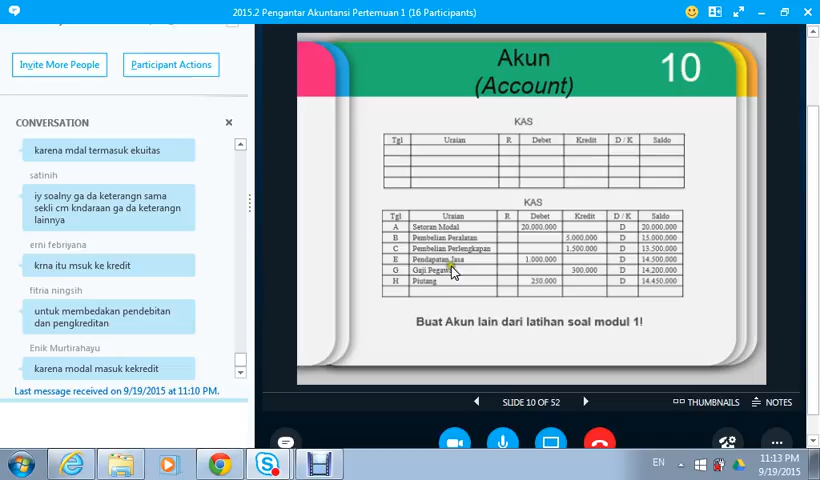 2015.2 Pengantar Akuntansi Pertemuan 1 (16 Participants)
Invite More People
Participant Actions
CONVERSATION
karena mdal termasuk ekuitas
satinih
iy soalny ga da keterangn sama
sekli cm kndaraan ga da keterngn
lainnya
erni febriyana
krna itu msuk ke kredit
fitria ningsih
untuk membedakan pendebitan
dan pengkreditan
Enik Murtirahayu
karena modal masuk kekredit
Last message received on 9/19/2015 at 11:10 PM.
Akun
(Account)
10
KAS
Tgl Uraian R Debet Kredit D / K Saldo
KAS
Tgl Uraian R Debet Kredit D / K Saldo
A Setoran Modal 20.000.000 D 20.000.000
B Pembelian Peralatan 5.000.000 D 15.000.000
C Pembelian Perlengkapan 1.500.000 D 13.500.000
E Pendapatan Jasa 1.000.000 D 14.500.000
G Gaji 300.000 D 14.200.000
H Piutang 250.000 D 14.450.000
Buat Akun lain dari latihan soal modul 1!
SLIDE 10 OF 52
THUMBNAILS
NOTES
EN
11:13 PM
9/19/2015